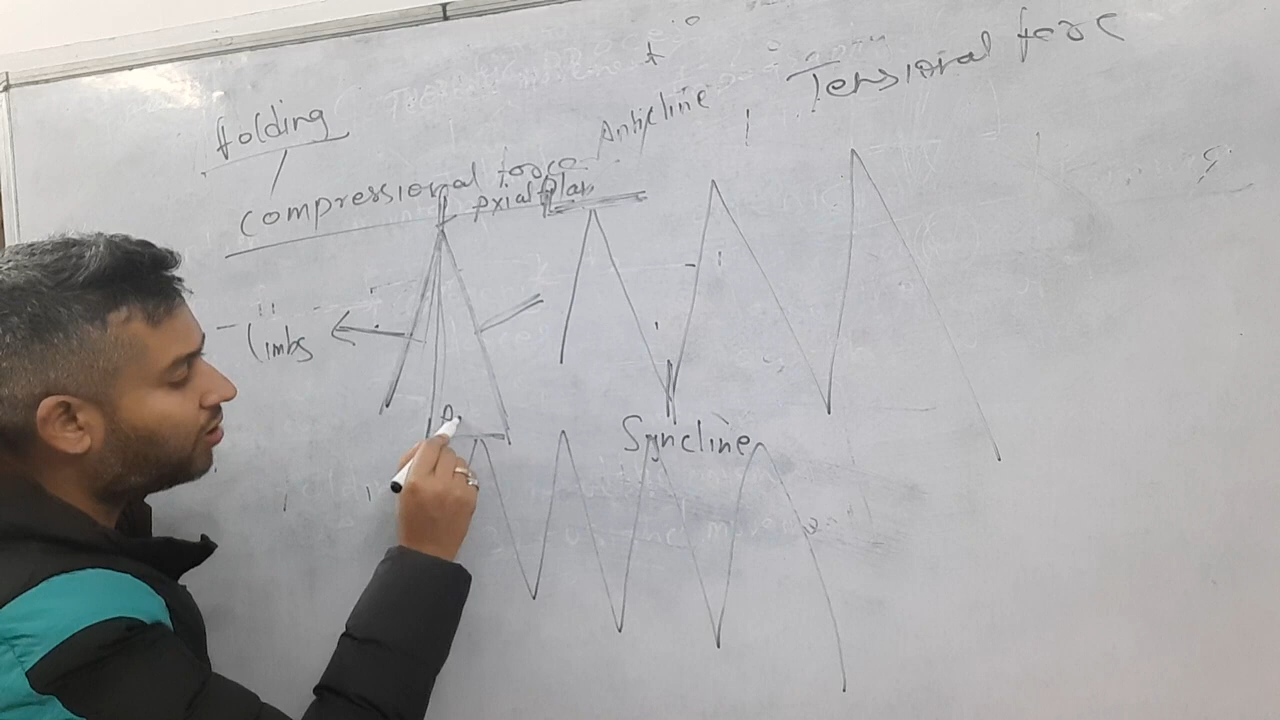 Tensional forc
folding
Anticline
compressional force
Axial Plan
Limbs
Syncline